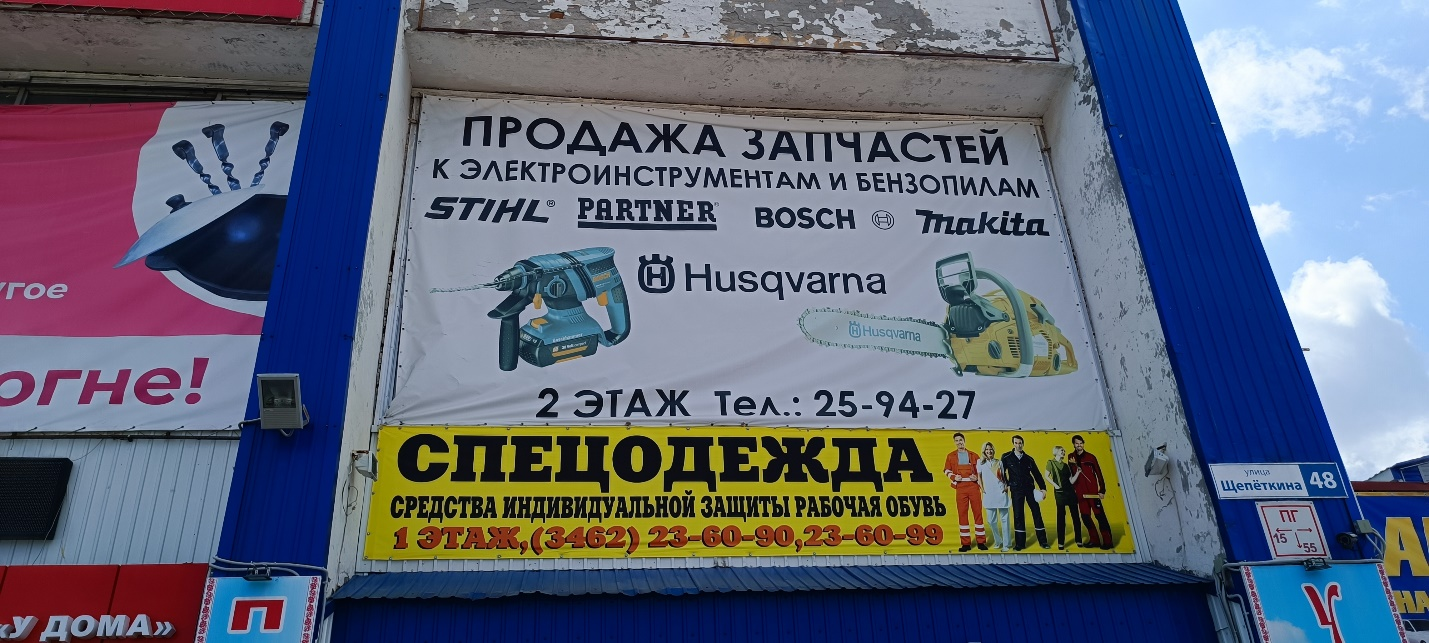 ПРОДАЖА ЗАПЧАСТЕЙ
К ЭЛЕКТРОИНСТРУМЕНТАМ И БЕНЗОПИЛАМ
STIHL® PARTNER® BOSCH makita
Husqvarna
Husqvarna
2 ЭТАЖ Тел.: 25-94-27
СПЕЦОДЕЖДА
СРЕДСТВА ИНДИВИДУАЛЬНОЙ ЗАЩИТЫ РАБОЧАЯ ОБУВЬ
1 ЭТАЖ,(3462) 23-60-90,23-60-99
угое
огне!
«У ДОМА»
П
улица
Щепёткина 48
ПГ
15 55
Ч
НА